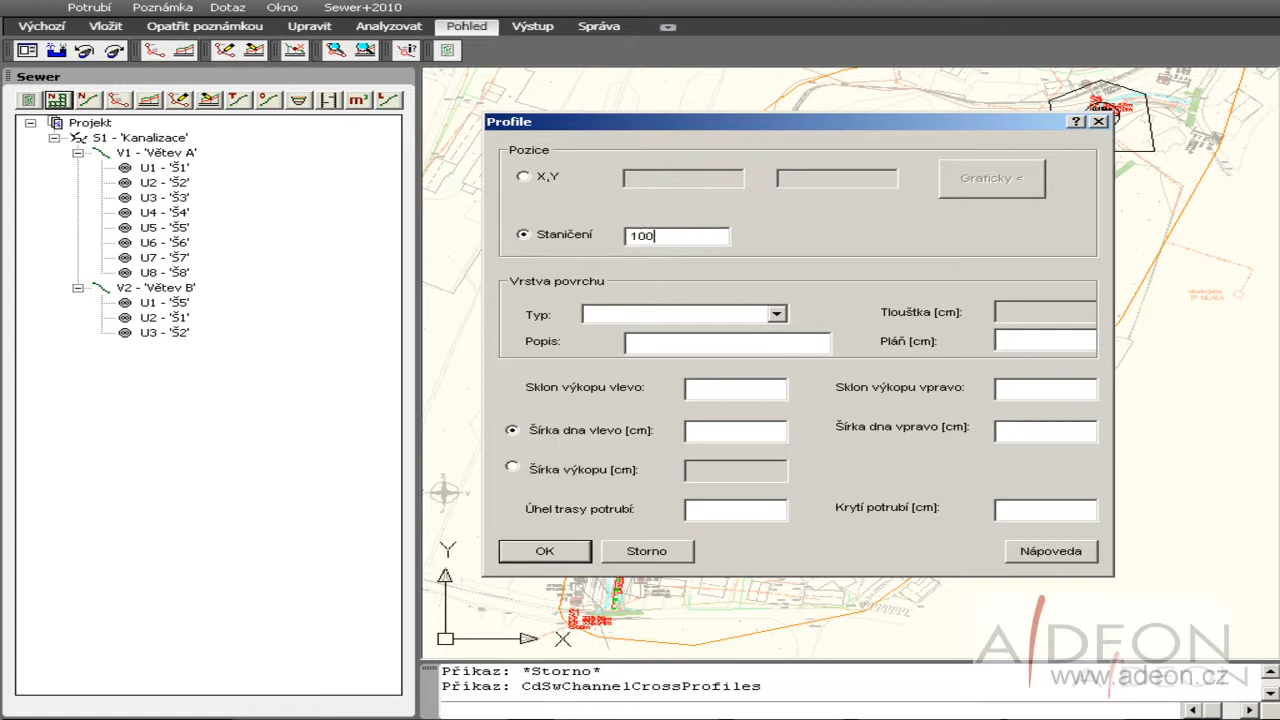 Potrubí Poznámka Dotaz Okno Sewer+2010
Výchozí Vložit Opatřit poznámkou Upravit Analyzovat Pohled Výstup Správa
Sewer
Projekt
S1 - 'Kanalizace'
V1 - 'Větev A'
U1 - 'Š1'
U2 - 'Š2'
U3 - 'Š3'
U4 - 'Š4'
U5 - 'Š5'
U6 - 'Š6'
U7 - 'Š7'
U8 - 'Š8'
V2 - 'Větev B'
U1 - 'Š5'
U2 - 'Š1'
U3 - 'Š2'
Profile
Pozice
X,Y
Graficky <
Staničení 100
Vrstva povrchu
Typ: Tlouštka [cm]:
Popis: Pláň [cm]:
Sklon výkopu vlevo: Sklon výkopu vpravo:
Šírka dna vlevo [cm]: Šírka dna vpravo [cm]:
Šírka výkopu [cm]:
Úhel trasy potrubí: Krytí potrubí [cm]:
OK Storno Nápoveda
Y
X
Příkaz: *Storno*
Příkaz: CdSwChannelCrossProfiles
ADEON
www.adeon.cz